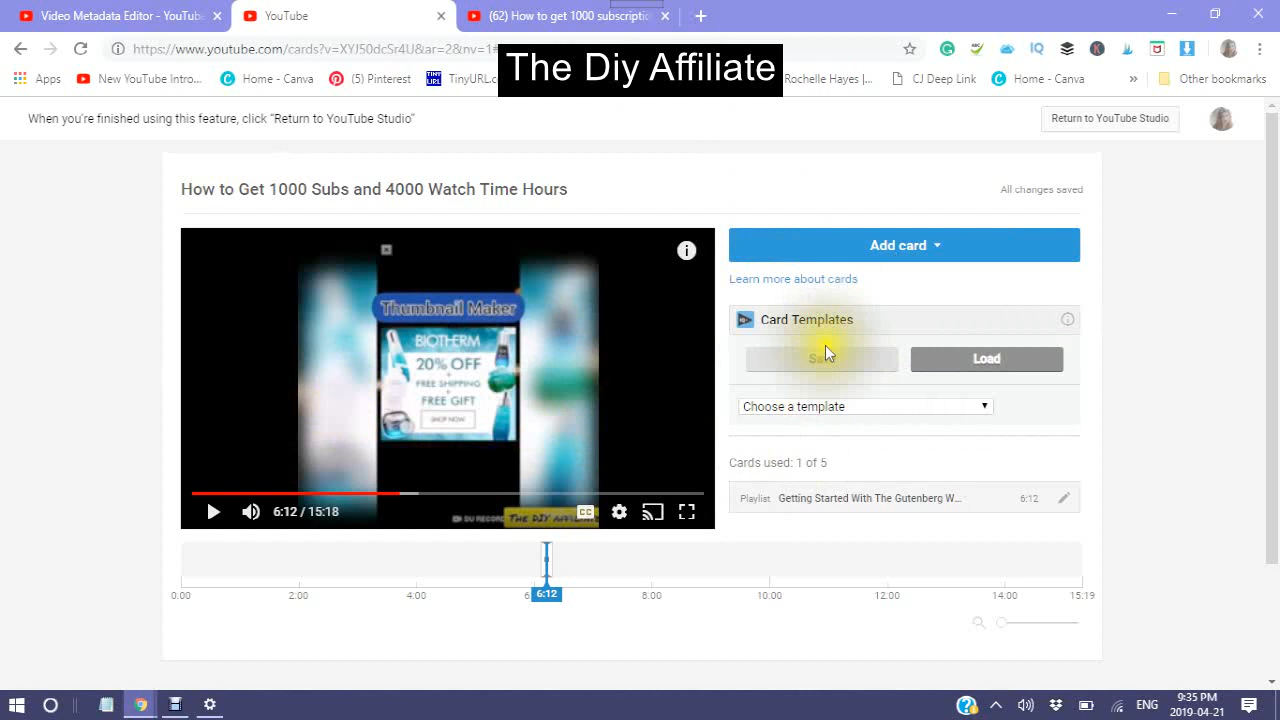 Video Metadata Editor - YouTube
YouTube
(62) How to get 1000 subscriptio
https://www.youtube.com/cards?v=XYJ50dcSr4U&ar=2&nv=1#
The Diy Affiliate
Apps
New YouTube Intro...
Home - Canva
(5) Pinterest
TINY URL
TinyURL.c
Rochelle Hayes |...
CJ Deep Link
Home - Canva
Other bookmarks
When you're finished using this feature, click "Return to YouTube Studio"
Return to YouTube Studio
How to Get 1000 Subs and 4000 Watch Time Hours
All changes saved
Add card
Learn more about cards
Card Templates
Load
Choose a template
Cards used: 1 of 5
Playlist Getting Started With The Gutenberg W... 6:12
Thumbnail Maker
BIOTHERM
20% OFF
+
FREE SHIPPING
+
FREE GIFT
SHOP NOW
6:12 / 15:18
CC
DU RECORD
THE DIY AFFILIATE
0:00 2:00 4:00 6:12 8:00 10:00 12:00 14:00 15:19
ENG
9:35 PM
2019-04-21